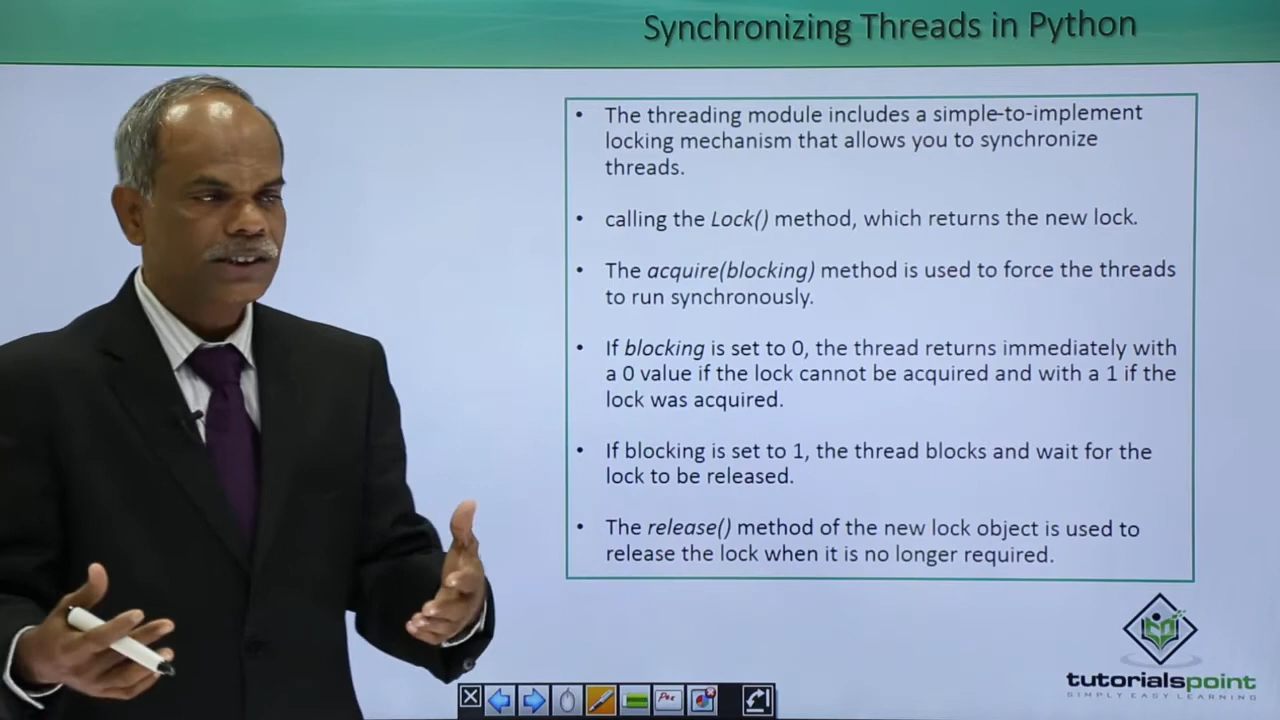 Synchronizing Threads in Python
• The threading module includes a simple-to-implement
locking mechanism that allows you to synchronize
threads.
• calling the Lock() method, which returns the new lock.
• The acquire(blocking) method is used to force the threads
to run synchronously.
• If blocking is set to 0, the thread returns immediately with
a 0 value if the lock cannot be acquired and with a 1 if the
lock was acquired.
• If blocking is set to 1, the thread blocks and wait for the
lock to be released.
• The release() method of the new lock object is used to
release the lock when it is no longer required.
tutorialspoint
SIMPLY EASY LEARNING
Pen